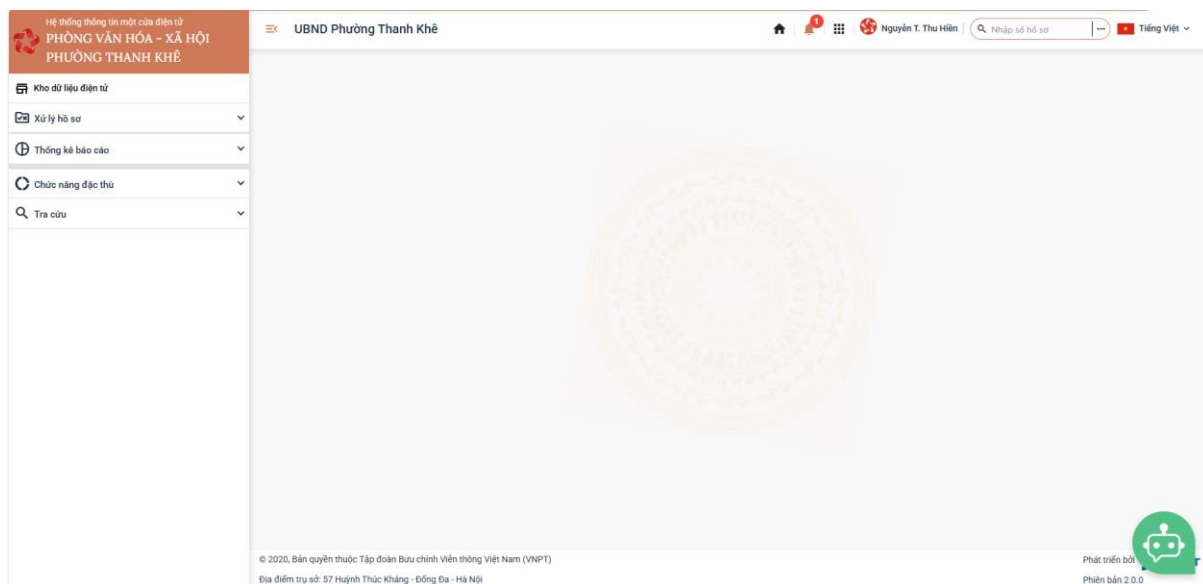 Hệ thống thông tin một cửa điện tử
PHÒNG VĂN HÓA - XÃ HỘI
PHƯỜNG THANH KHÊ
UBND Phường Thanh Khê
1
Nguyễn T. Thu Hiền
Nhập số hồ sơ
Tiếng Việt
Kho dữ liệu điện tử
Xử lý hồ sơ
Thống kê báo cáo
Chức năng đặc thù
Tra cứu
© 2020, Bản quyền thuộc Tập đoàn Bưu chính Viễn thông Việt Nam (VNPT)
Địa điểm trụ sở: 57 Huỳnh Thúc Kháng - Đống Đa - Hà Nội
Phát triển bởi
Phiên bản 2.0.0